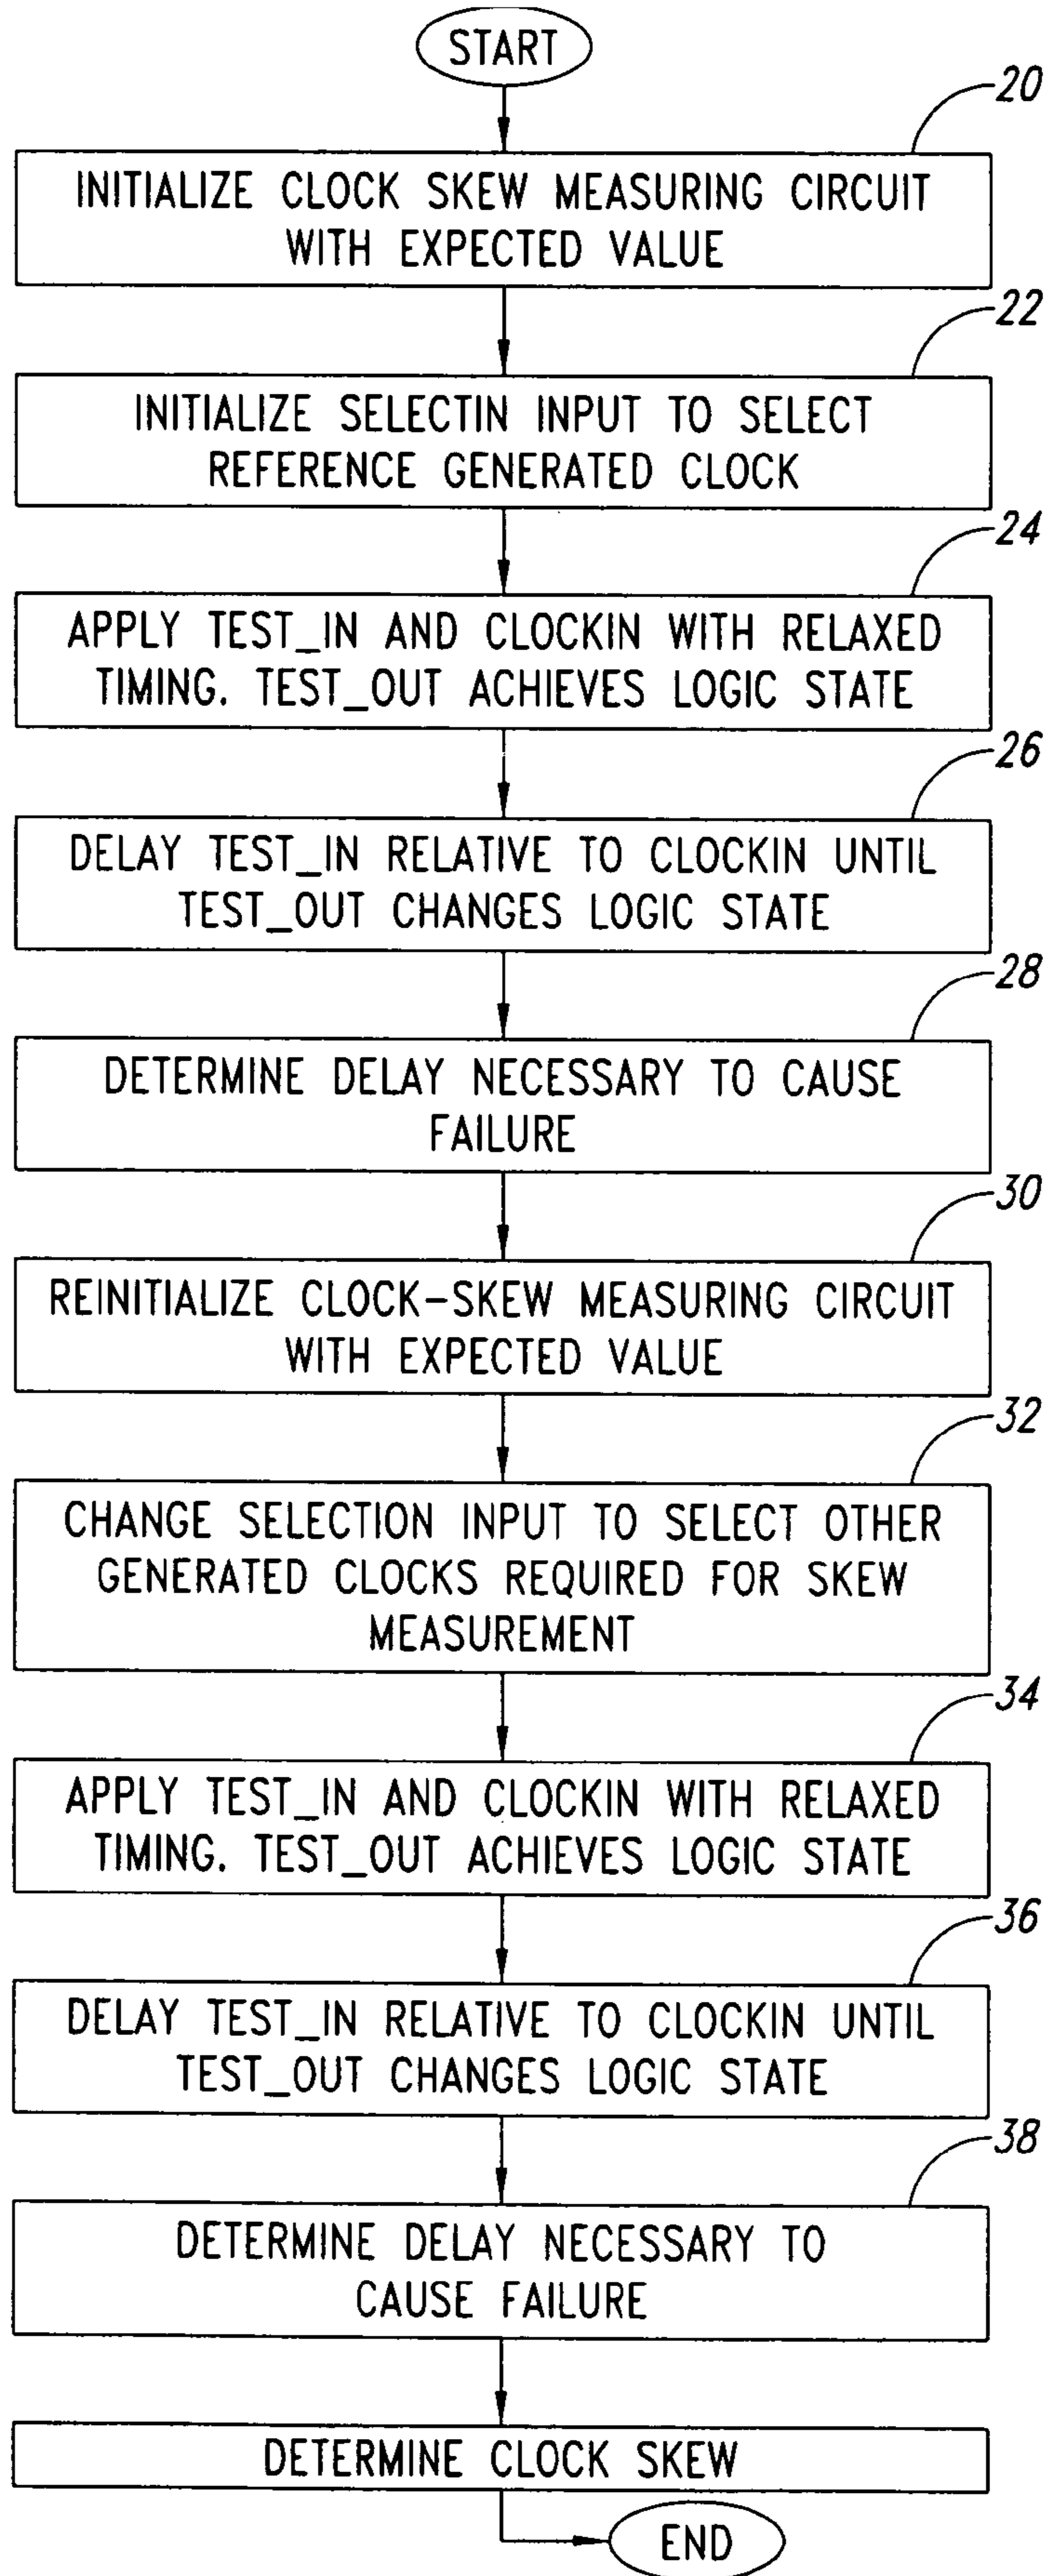 START
20
INITIALIZE CLOCK SKEW MEASURING CIRCUIT
WITH EXPECTED VALUE
22
INITIALIZE SELECTIN INPUT TO SELECT
REFERENCE GENERATED CLOCK
24
APPLY TEST_IN AND CLOCKIN WITH RELAXED
TIMING. TEST_OUT ACHIEVES LOGIC STATE
26
DELAY TEST_IN RELATIVE TO CLOCKIN UNTIL
TEST_OUT CHANGES LOGIC STATE
28
DETERMINE DELAY NECESSARY TO CAUSE
FAILURE
30
REINITIALIZE CLOCK-SKEW MEASURING CIRCUIT
WITH EXPECTED VALUE
32
CHANGE SELECTION INPUT TO SELECT OTHER
GENERATED CLOCKS REQUIRED FOR SKEW
MEASUREMENT
34
APPLY TEST_IN AND CLOCKIN WITH RELAXED
TIMING. TEST_OUT ACHIEVES LOGIC STATE
36
DELAY TEST_IN RELATIVE TO CLOCKIN UNTIL
TEST_OUT CHANGES LOGIC STATE
38
DETERMINE DELAY NECESSARY TO
CAUSE FAILURE
DETERMINE CLOCK SKEW
END